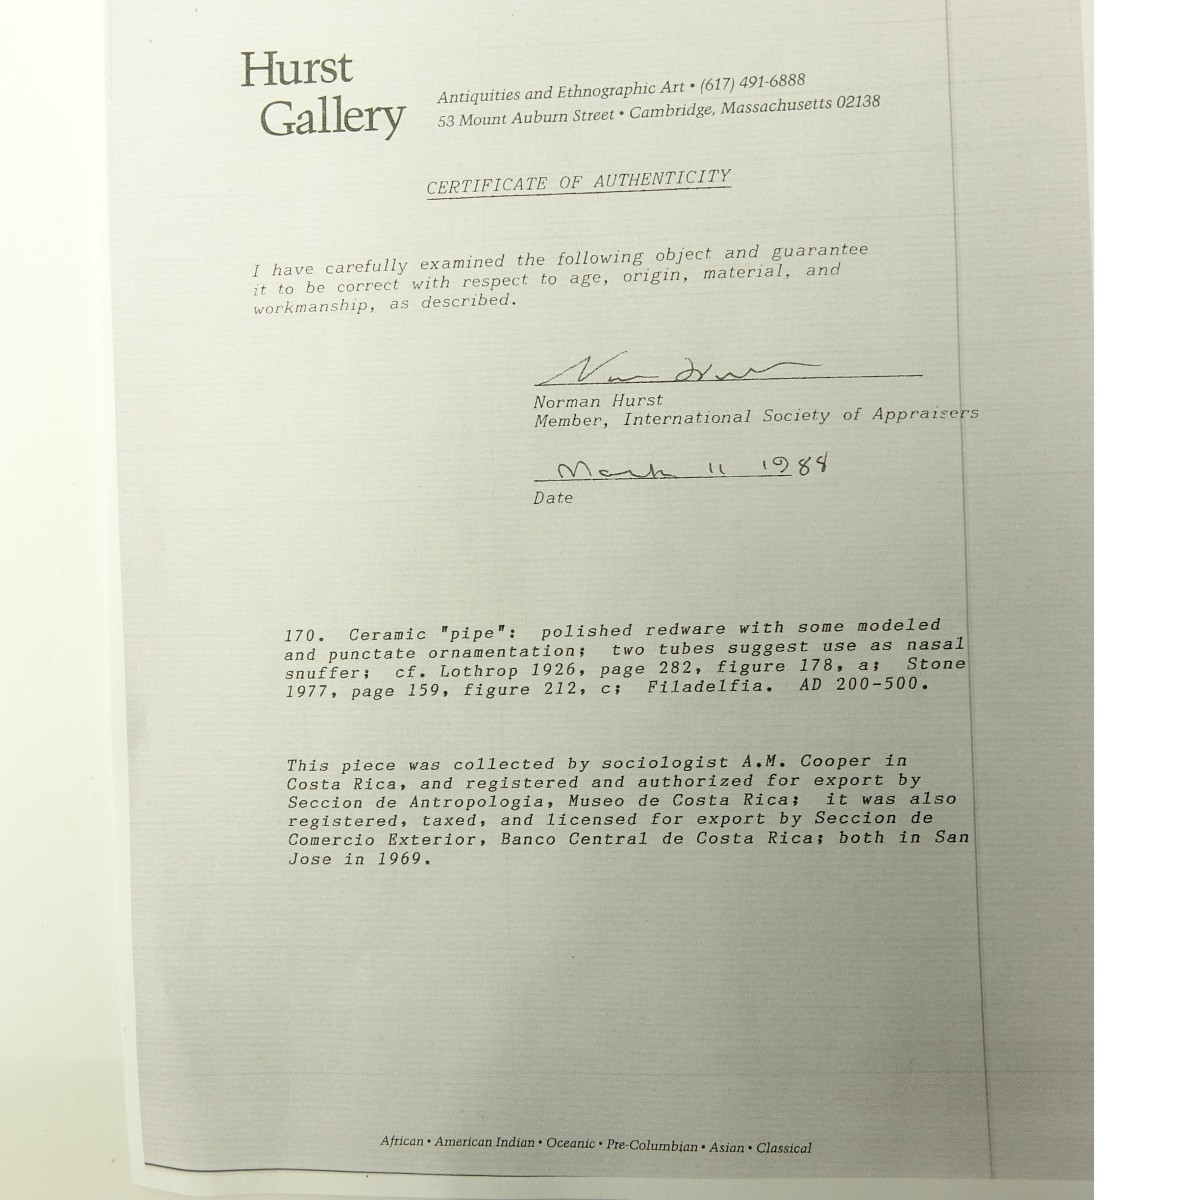 Hurst
Gallery
Antiquities and Ethnographic Art • (617) 491-6888
53 Mount Auburn Street • Cambridge, Massachusetts 02138
CERTIFICATE OF AUTHENTICITY
I have carefully examined the following object and guarantee
it to be correct with respect to age, origin, material, and
workmanship, as described.
Norman Hurst
Member, International Society of Appraisers
March 11 1988
Date
170. Ceramic "pipe": polished redware with some modeled
and punctate ornamentation; two tubes suggest use as nasal
snuffer; cf. Lothrop 1926, page 282, figure 178, a; Stone
1977, page 159, figure 212, c; Filadelfia. AD 200-500.
This piece was collected by sociologist A.M. Cooper in
Costa Rica, and registered and authorized for export by
Seccion de Antropologia, Museo de Costa Rica; it was also
registered, taxed, and licensed for export by Seccion de
Comercio Exterior, Banco Central de Costa Rica; both in San
Jose in 1969.
African • American Indian • Oceanic • Pre-Columbian • Asian • Classical